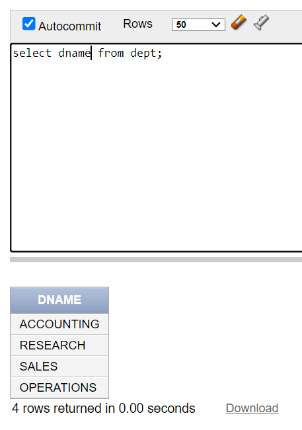 Autocommit Rows 50
select dname from dept;
DNAME
ACCOUNTING
RESEARCH
SALES
OPERATIONS
4 rows returned in 0.00 seconds Download